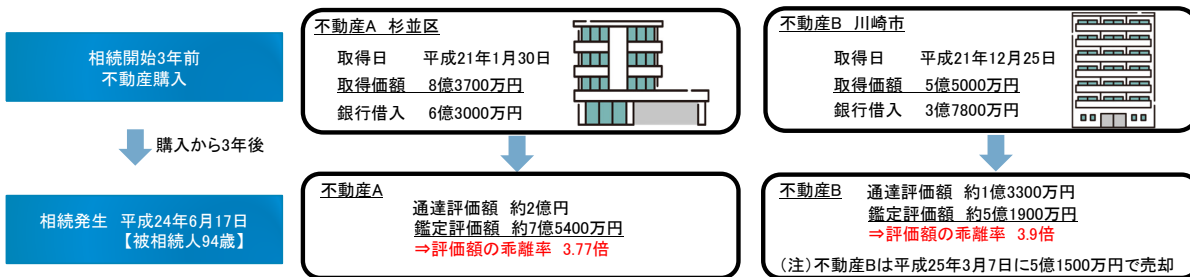 相続開始3年前
不動産購入
不動産A 杉並区
取得日 平成21年1月30日
取得価額 8億3700万円
銀行借入 6億3000万円
不動産B 川崎市
取得日 平成21年12月25日
取得価額 5億5000万円
銀行借入 3億7800万円
購入から3年後
相続発生 平成24年6月17日
【被相続人94歳】
不動産A
通達評価額 約2億円
鑑定評価額 約7億5400万円
⇒評価額の乖離率 3.77倍
不動産B 通達評価額 約1億3300万円
鑑定評価額 約5億1900万円
⇒評価額の乖離率 3.9倍
(注)不動産Bは平成25年3月7日に5億1500万円で売却